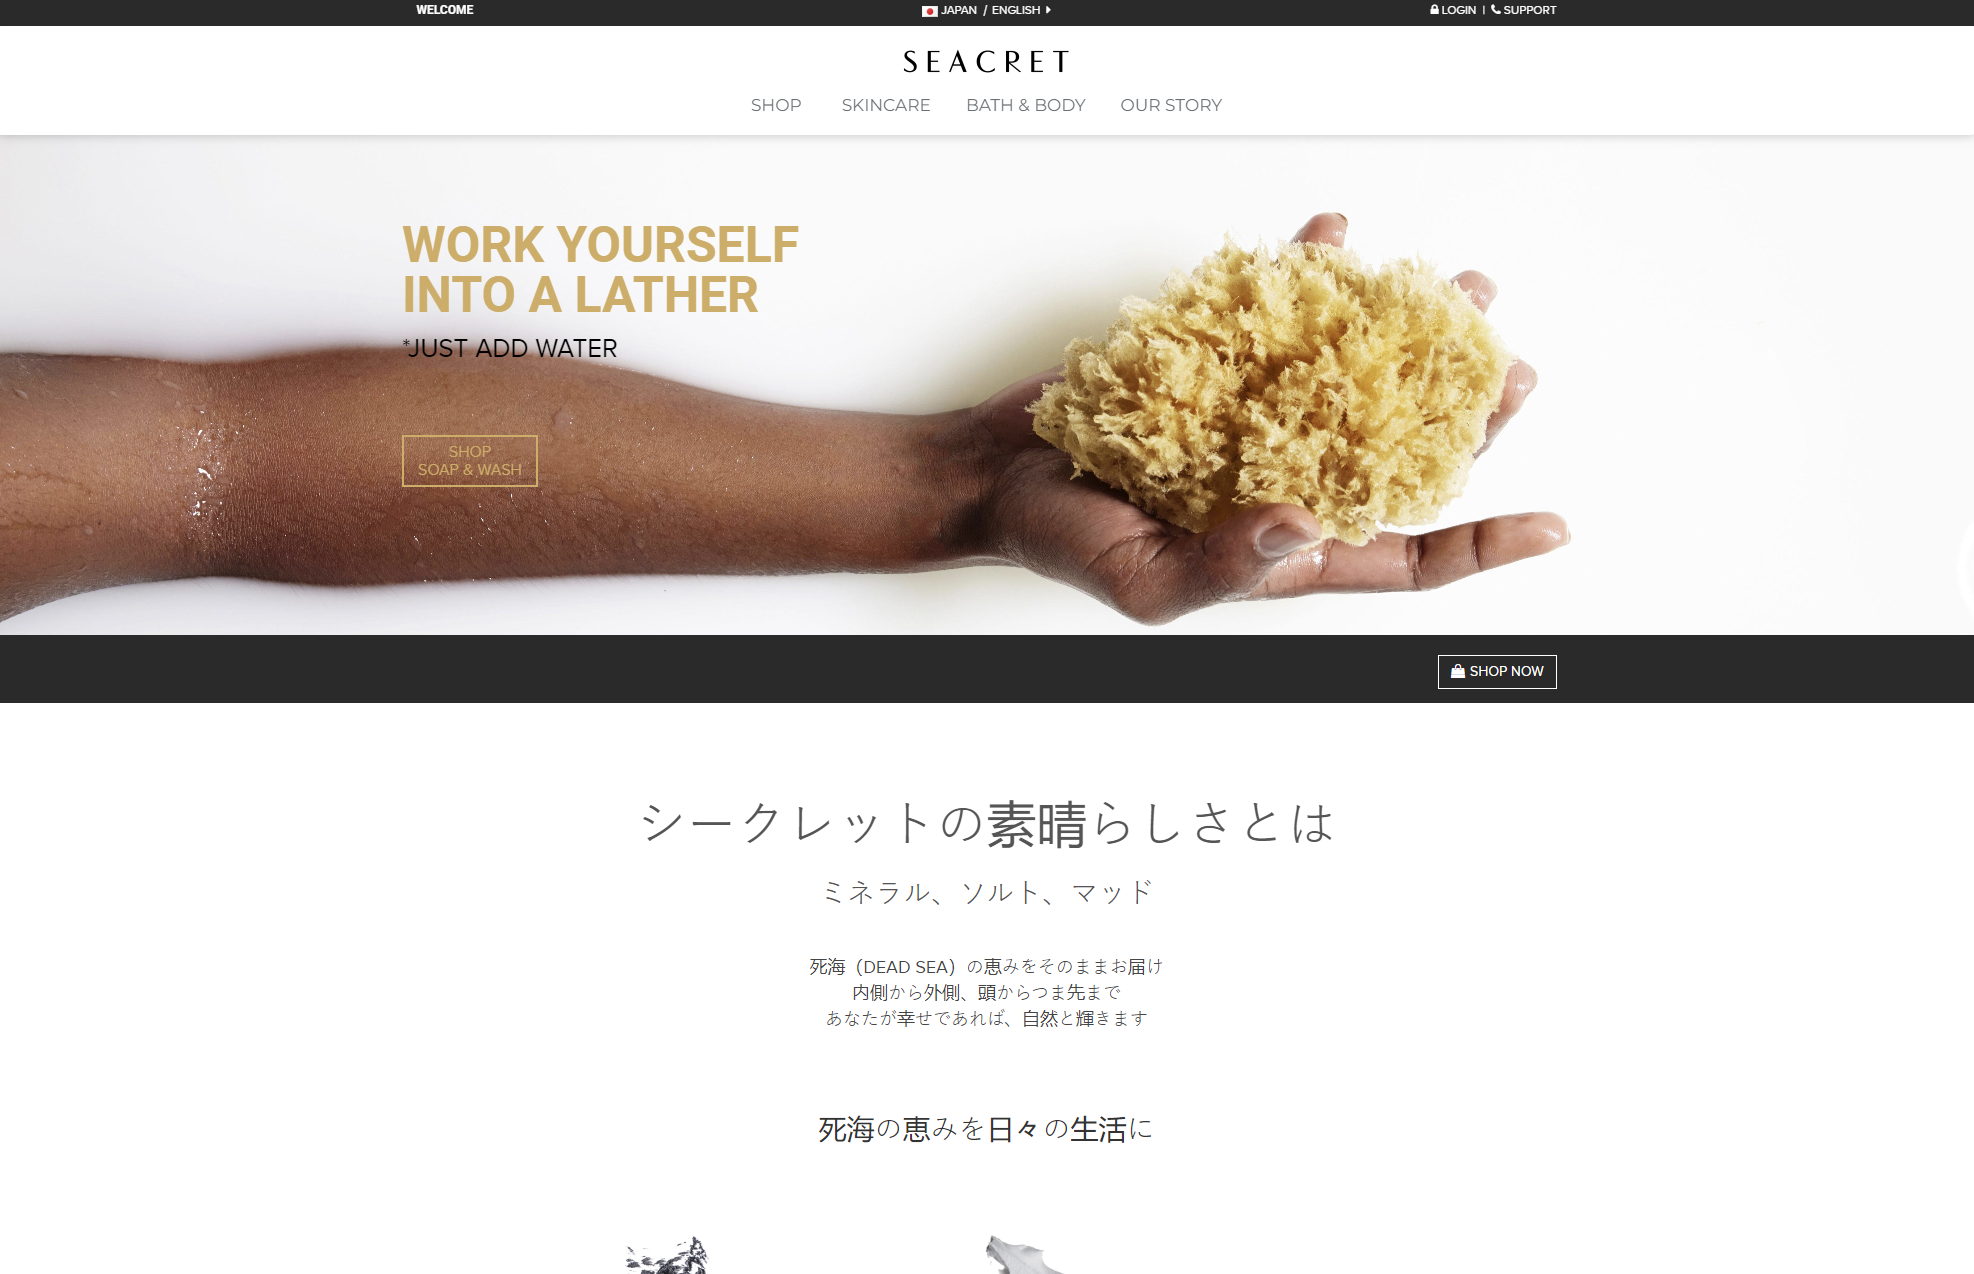 WELCOME
JAPAN / ENGLISH
LOGIN | SUPPORT
SEACRET
SHOP SKINCARE BATH & BODY OUR STORY
WORK YOURSELF
INTO A LATHER
*JUST ADD WATER
SHOP
SOAP & WASH
SHOP NOW
シークレットの素晴らしさとは
ミネラル、ソルト、マッド
死海（DEAD SEA）の恵みをそのままお届け
内側から外側、頭からつま先まで
あなたが幸せであれば、自然と輝きます
死海の恵みを日々の生活に